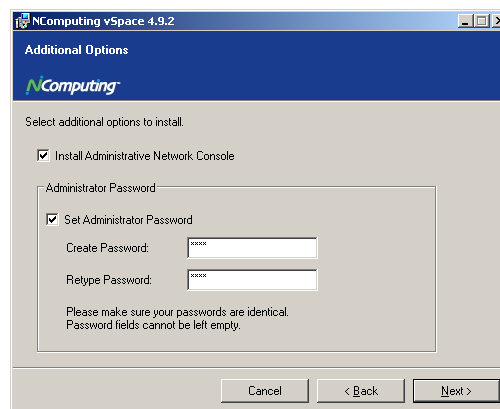 NComputing vSpace 4.9.2
Additional Options
NComputing
Select additional options to install.
Install Administrative Network Console
Administrator Password
Set Administrator Password
Create Password: xxxx
Retype Password: xxxx
Please make sure your passwords are identical.
Password fields cannot be left empty.
Cancel < Back Next >